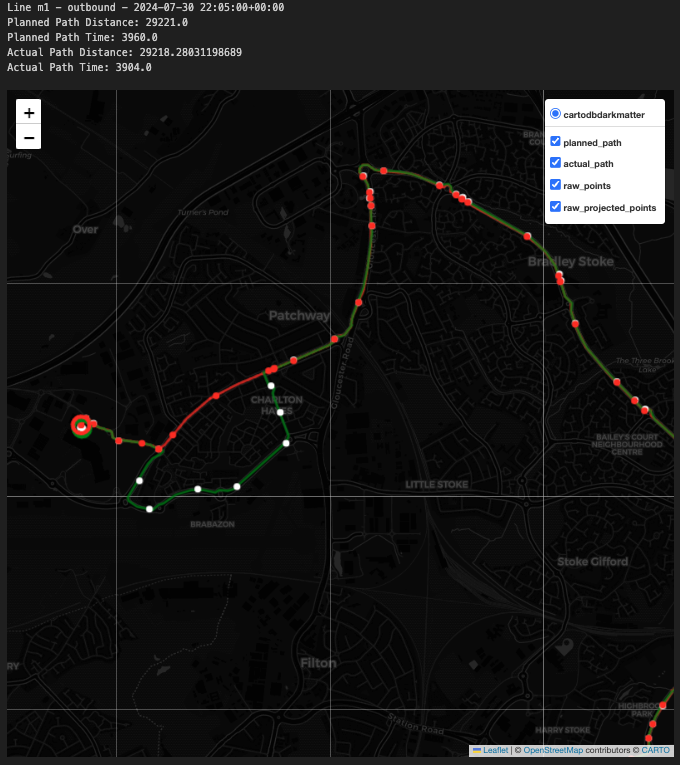 Line m1 - outbound - 2024-07-30 22:05:00+00:00
Planned Path Distance: 29221.0
Planned Path Time: 3960.0
Actual Path Distance: 29218.28031198689
Actual Path Time: 3904.0
+
−
cartodbdarkmatter
planned_path
actual_path
raw_points
raw_projected_points
Turner's Pond
Over
Bradley Stoke
Patchway
Gloucester Road
The Three Brooks
Lake
CHARLTON
HAYES
BAILEY'S COURT
NEIGHBOURHOOD
CENTRE
LITTLE STOKE
BRABAZON
Stoke Gifford
Filton
HIGHBROOK
PARK
Station Road
HARRY STOKE
Leaflet | © OpenStreetMap contributors © CARTO